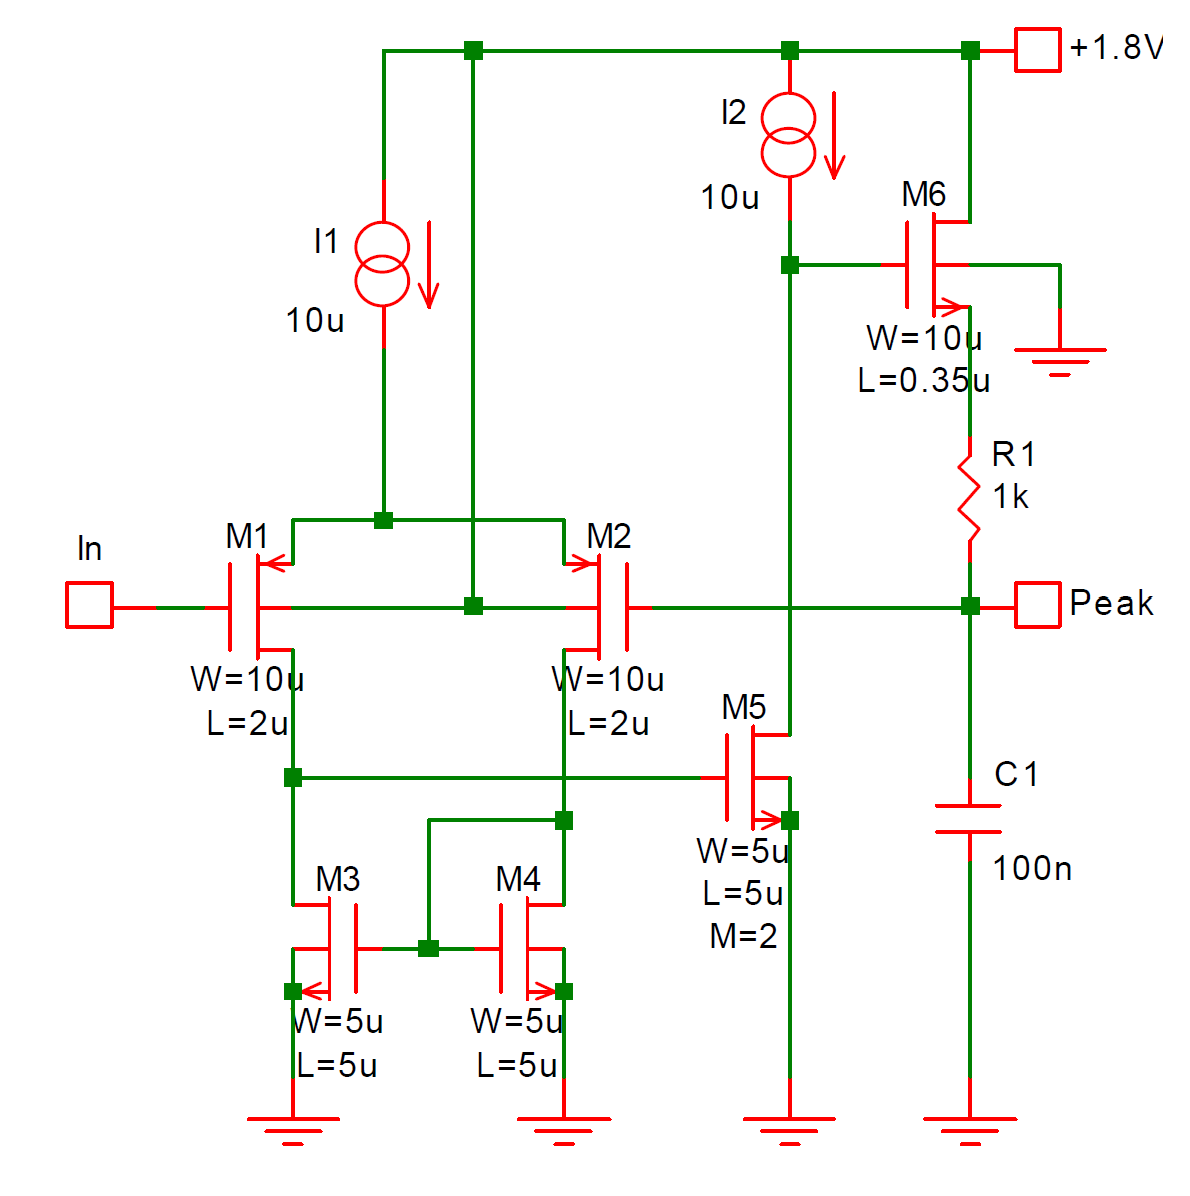 +1.8V
I2
10u
M6
W=10u
L=0.35u
I1
10u
R1
1k
In
M1
M2
Peak
W=10u
L=2u
W=10u
L=2u
M5
W=5u
L=5u
M=2
C1
100n
M3
M4
W=5u
L=5u
W=5u
L=5u